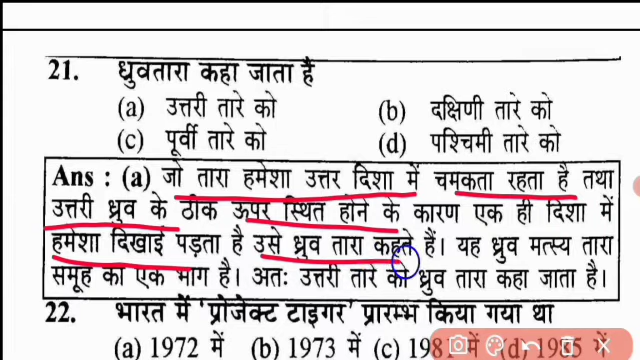 21. ध्रुवतारा कहा जाता है
(a) उत्तरी तारे को (b) दक्षिणी तारे को
(c) पूर्वी तारे को (d) पश्चिमी तारे को
Ans : (a) जो तारा हमेशा उत्तर दिशा में चमकता रहता है तथा
उत्तरी ध्रुव के ठीक ऊपर स्थित होने के कारण एक ही दिशा में
हमेशा दिखाई पड़ता है उसे ध्रुव तारा कहते हैं। यह ध्रुव मत्स्य तारा
समूह का एक भाग है। अतः उत्तरी तारे को ध्रुव तारा कहा जाता है।
22. भारत में 'प्रोजेक्ट टाइगर' प्रारम्भ किया गया था
(a) 1972 में (b) 1973 में (c) 1981 में (d) 1985 में